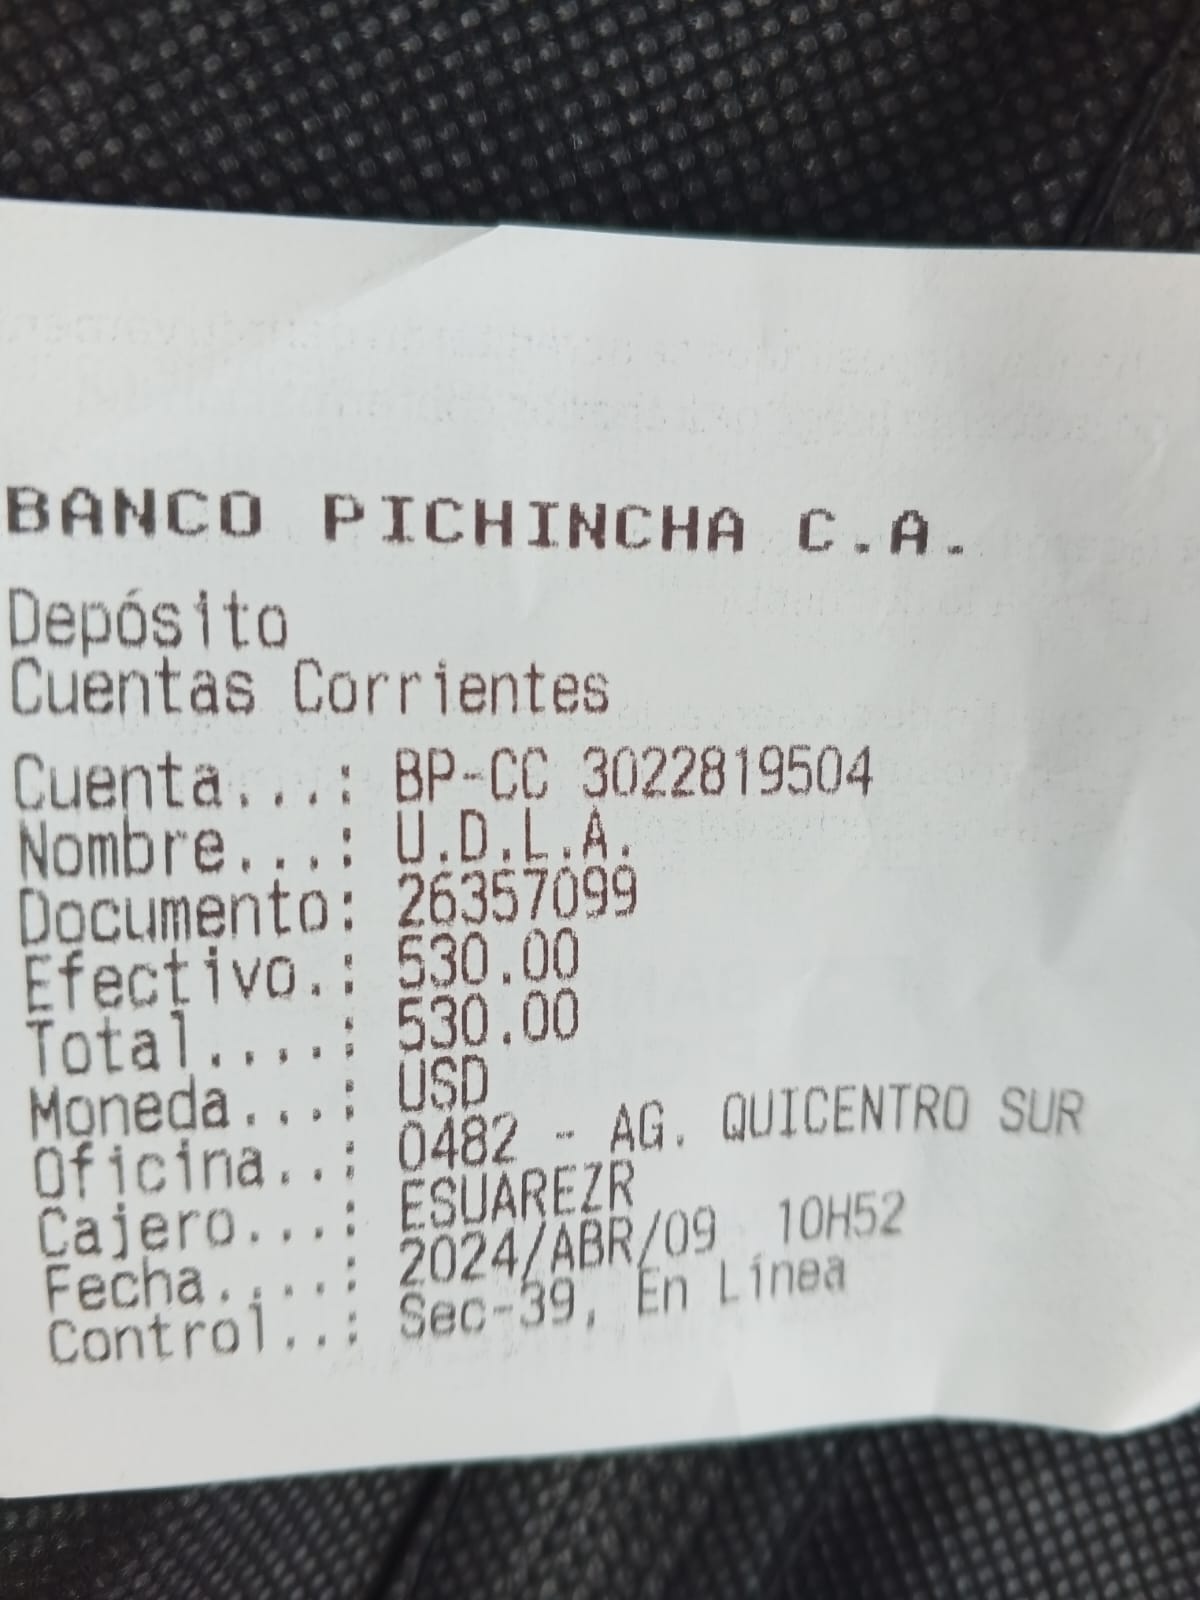 BANCO PICHINCHA C.A.
Depósito
Cuentas Corrientes
Cuenta...: BP-CC 3022819504
Nombre...: U.D.L.A.
Documento: 26357099
Efectivo.: 530.00
Total....: 530.00
Moneda...: USD
Oficina..: 0482 - AG. QUICENTRO SUR
Cajero...: ESUAREZR
Fecha....: 2024/ABR/09 10H52
Control..: Sec-39, En Línea